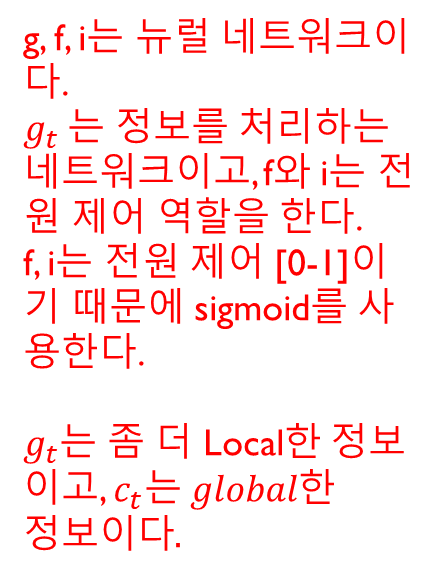 g, f, i는 뉴럴 네트워크이
다.
g_t 는 정보를 처리하는
네트워크이고, f와 i는 전
원 제어 역할을 한다.
f, i는 전원 제어 [0-1]이
기 때문에 sigmoid를 사
용한다.
g_t는 좀 더 Local한 정보
이고, c_t는 global한
정보이다.